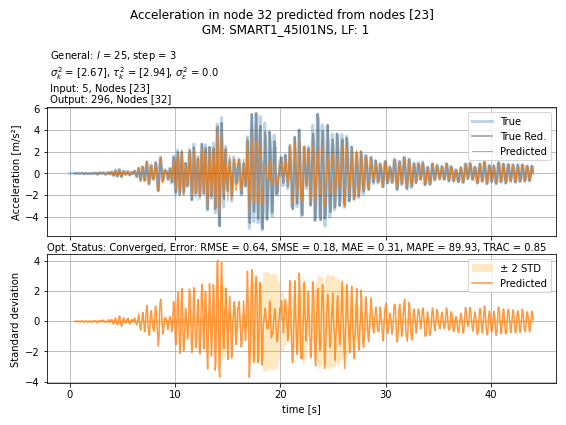 Acceleration in node 32 predicted from nodes [23]
GM: SMART1_45I01NS, LF: 1
General: l = 25, step = 3
σ²ₖ = [2.67], τ²ₖ = [2.94], σ²ε = 0.0
Input: 5, Nodes [23]
Output: 296, Nodes [32]
Acceleration [m/s²]
6
4
2
0
−2
−4
True
True Red.
Predicted
Opt. Status: Converged, Error: RMSE = 0.64, SMSE = 0.18, MAE = 0.31, MAPE = 89.93, TRAC = 0.85
Standard deviation
4
2
0
−2
−4
± 2 STD
Predicted
0
10
20
30
40
time [s]